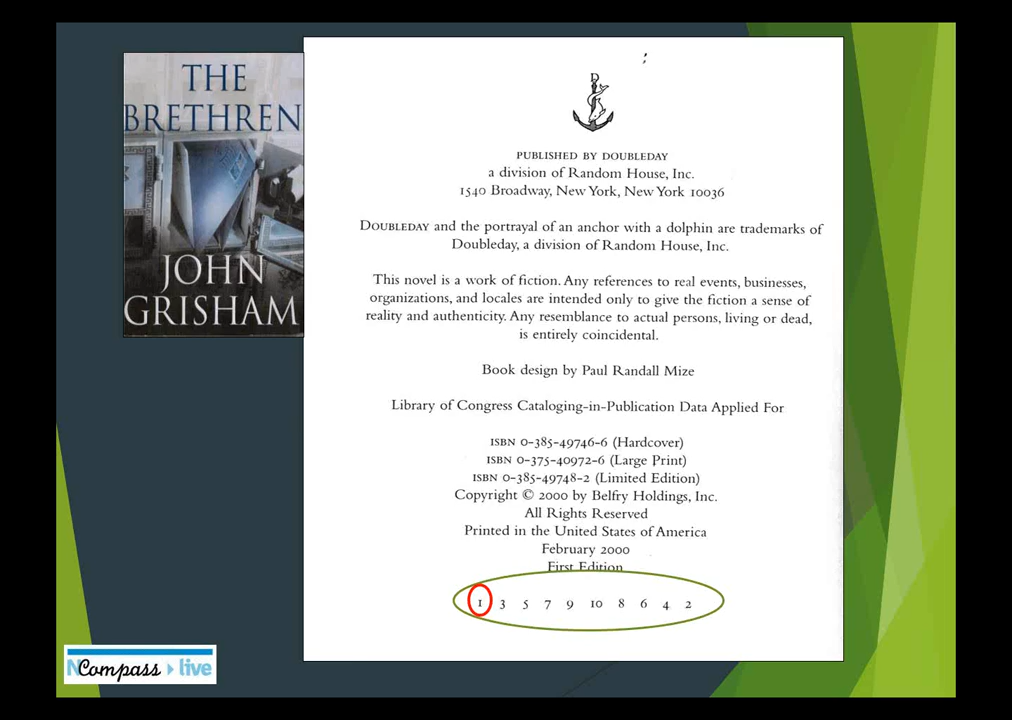 THE
BRETHREN
JOHN
GRISHAM
D
PUBLISHED BY DOUBLEDAY
a division of Random House, Inc.
1540 Broadway, New York, New York 10036
DOUBLEDAY and the portrayal of an anchor with a dolphin are trademarks of
Doubleday, a division of Random House, Inc.
This novel is a work of fiction. Any references to real events, businesses,
organizations, and locales are intended only to give the fiction a sense of
reality and authenticity. Any resemblance to actual persons, living or dead,
is entirely coincidental.
Book design by Paul Randall Mize
Library of Congress Cataloging-in-Publication Data Applied For
ISBN 0-385-49746-6 (Hardcover)
ISBN 0-375-40972-6 (Large Print)
ISBN 0-385-49748-2 (Limited Edition)
Copyright © 2000 by Belfry Holdings, Inc.
All Rights Reserved
Printed in the United States of America
February 2000
First Edition
1 3 5 7 9 10 8 6 4 2
NCompass live